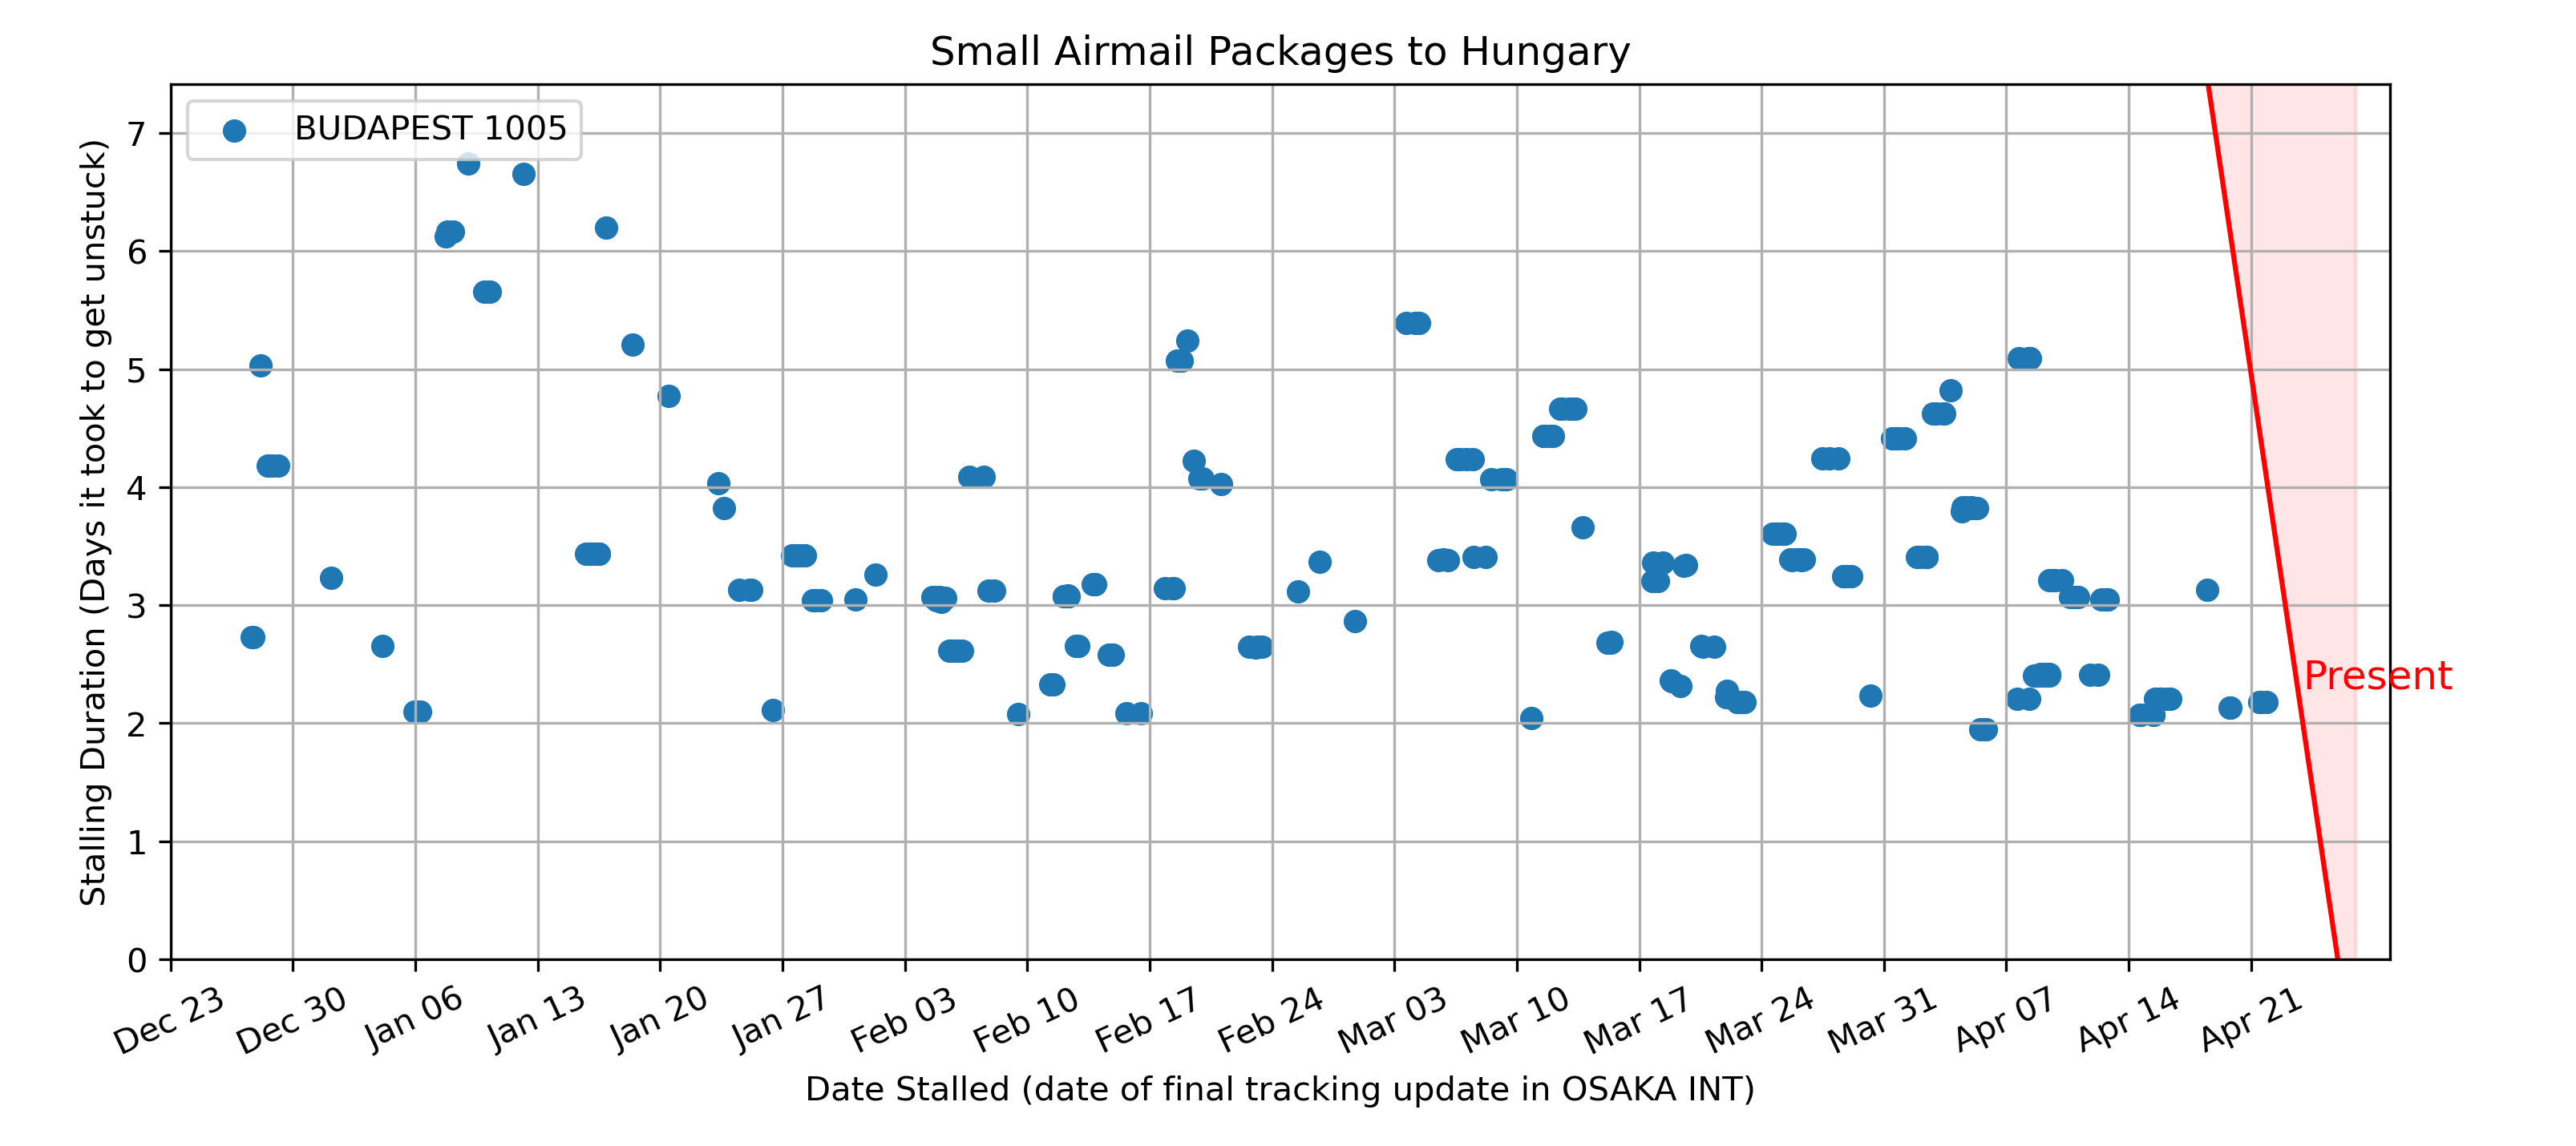 Small Airmail Packages to Hungary
BUDAPEST 1005
Stalling Duration (Days it took to get unstuck)
7
6
5
4
3
2
1
0
Present
Dec 23
Dec 30
Jan 06
Jan 13
Jan 20
Jan 27
Feb 03
Feb 10
Feb 17
Feb 24
Mar 03
Mar 10
Mar 17
Mar 24
Mar 31
Apr 07
Apr 14
Apr 21
Date Stalled (date of final tracking update in OSAKA INT)